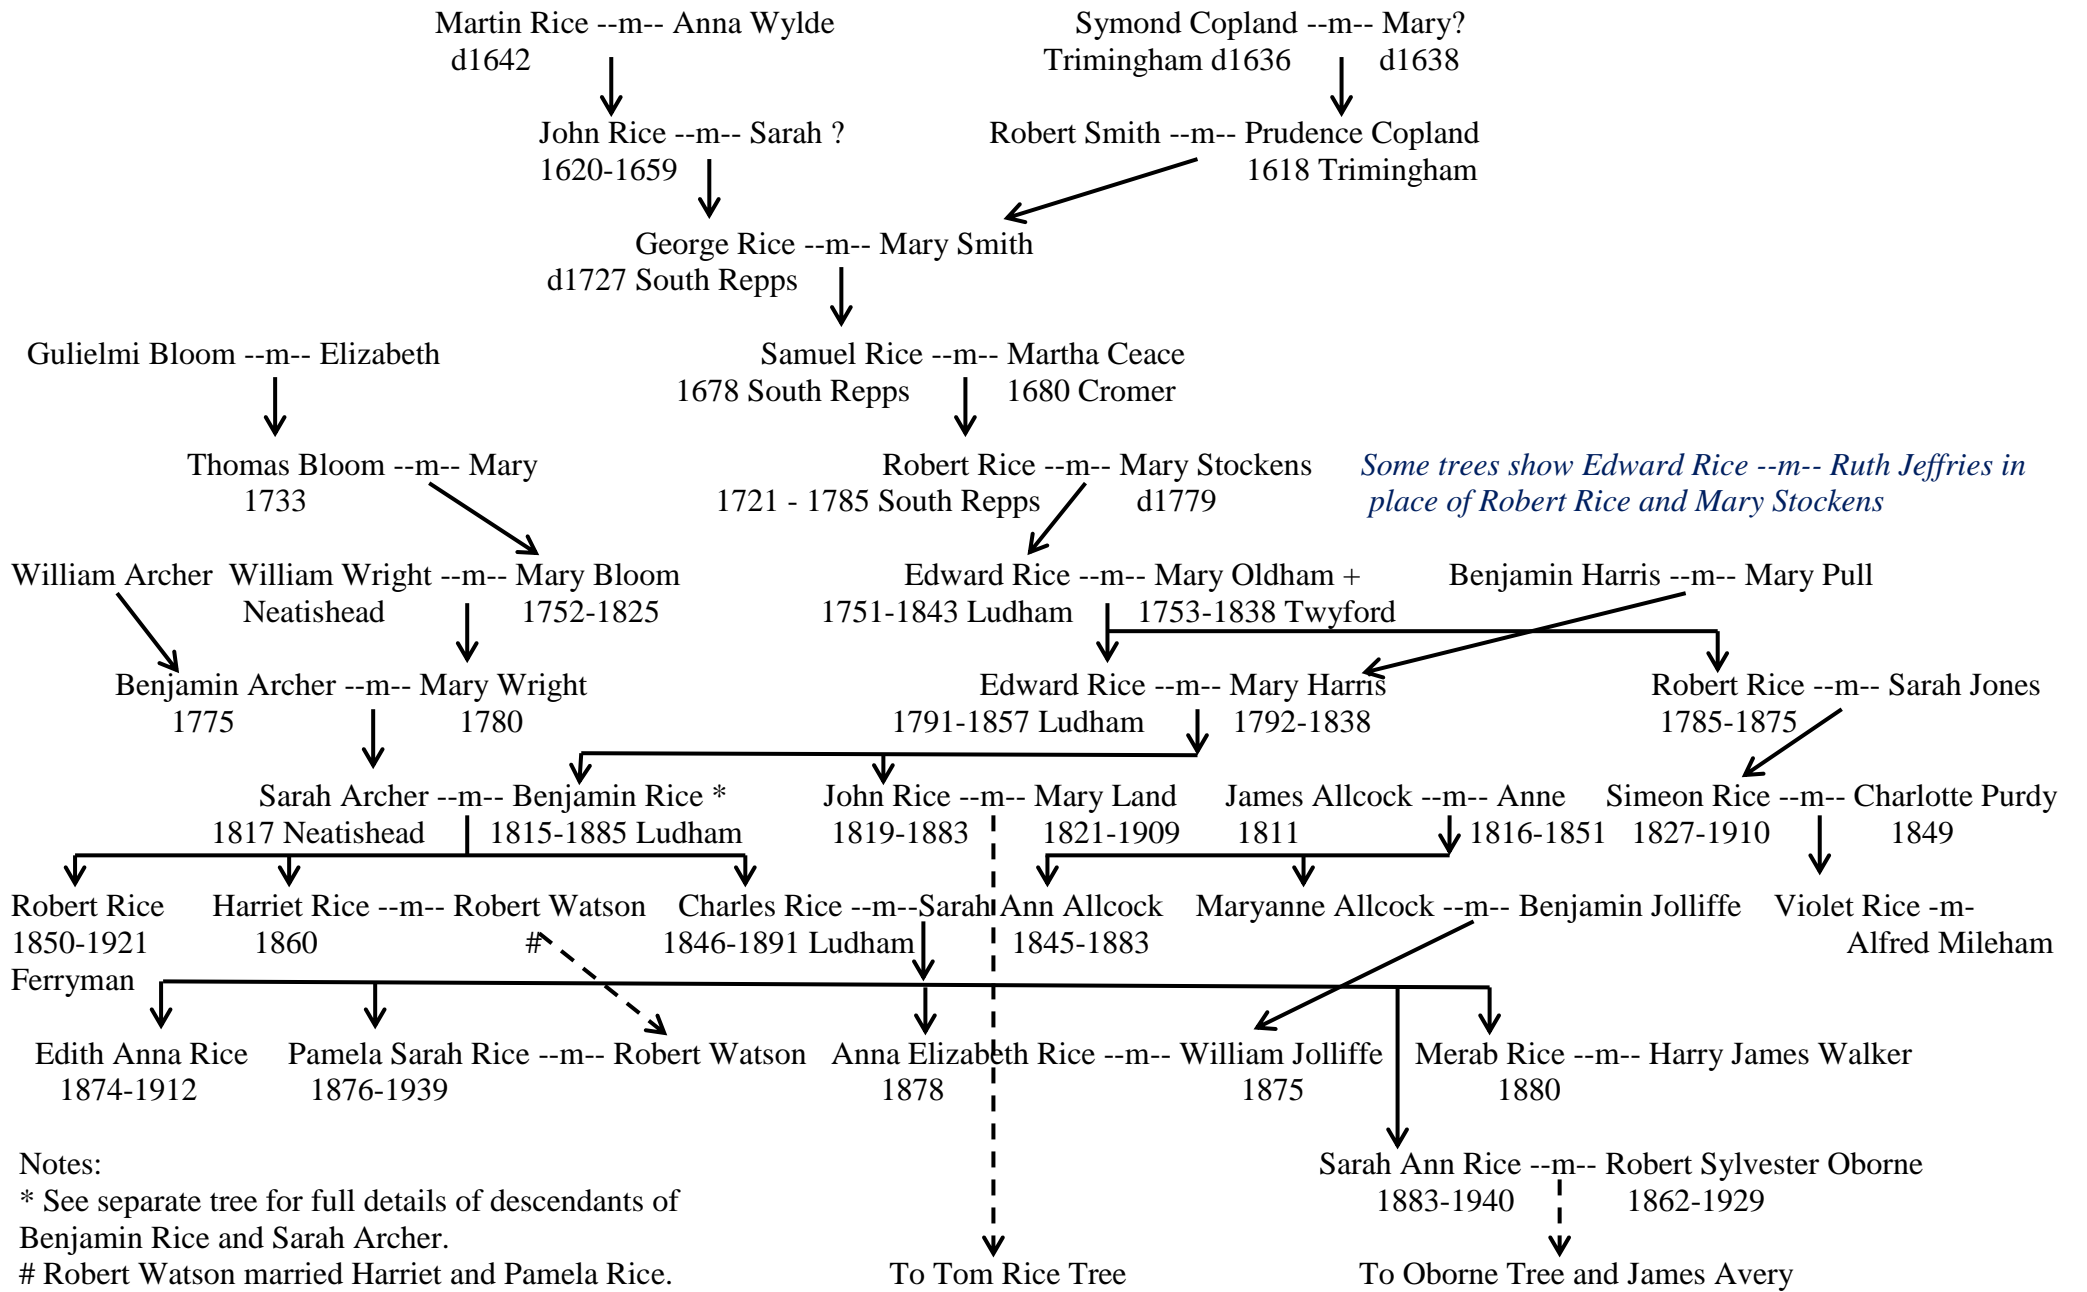 Martin Rice --m-- Anna Wylde Symond Copland --m-- Mary?
d1642 Trimingham d1636 d1638
John Rice --m-- Sarah ? Robert Smith --m-- Prudence Copland
1620-1659 1618 Trimingham
George Rice --m-- Mary Smith
d1727 South Repps
Gulielmi Bloom --m-- Elizabeth Samuel Rice --m-- Martha Ceace
1678 South Repps 1680 Cromer
Thomas Bloom --m-- Mary Robert Rice --m-- Mary Stockens Some trees show Edward Rice --m-- Ruth Jeffries in
1733 1721 - 1785 South Repps d1779 place of Robert Rice and Mary Stockens
William Archer William Wright --m-- Mary Bloom Edward Rice --m-- Mary Oldham + Benjamin Harris --m-- Mary Pull
Neatishead 1752-1825 1751-1843 Ludham 1753-1838 Twyford
Benjamin Archer --m-- Mary Wright Edward Rice --m-- Mary Harris Robert Rice --m-- Sarah Jones
1775 1780 1791-1857 Ludham 1792-1838 1785-1875
Sarah Archer --m-- Benjamin Rice * John Rice --m-- Mary Land James Allcock --m-- Anne Simeon Rice --m-- Charlotte Purdy
1817 Neatishead 1815-1885 Ludham 1819-1883 1821-1909 1811 1816-1851 1827-1910 1849
Robert Rice Harriet Rice --m-- Robert Watson Charles Rice --m--Sarah Ann Allcock Maryanne Allcock --m-- Benjamin Jolliffe Violet Rice -m-
1850-1921 1860 # 1846-1891 Ludham 1845-1883 Alfred Mileham
Ferryman
Edith Anna Rice Pamela Sarah Rice --m-- Robert Watson Anna Elizabeth Rice --m-- William Jolliffe Merab Rice --m-- Harry James Walker
1874-1912 1876-1939 1878 1875 1880
Notes: Sarah Ann Rice --m-- Robert Sylvester Oborne
* See separate tree for full details of descendants of 1883-1940 1862-1929
Benjamin Rice and Sarah Archer.
# Robert Watson married Harriet and Pamela Rice. To Tom Rice Tree To Oborne Tree and James Avery